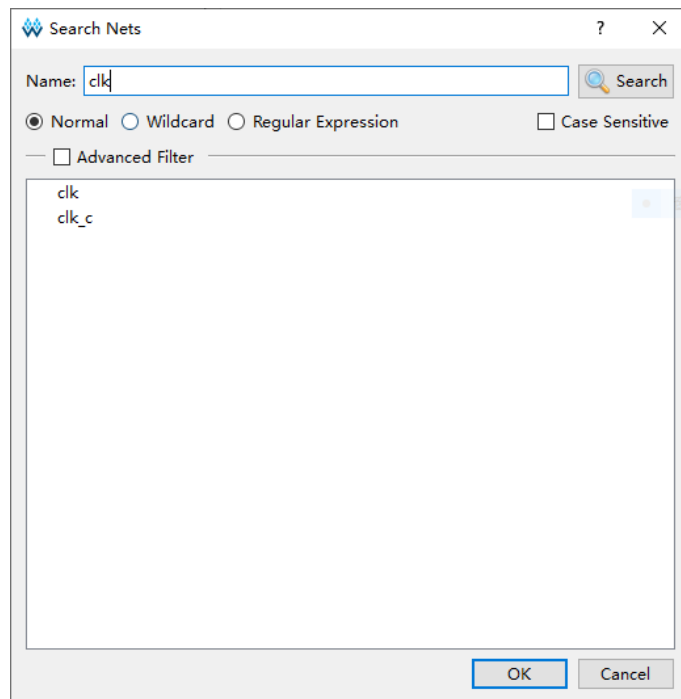 Search Nets ?
Name: clk Search
Normal Wildcard Regular Expression Case Sensitive
Advanced Filter
clk
clk_c
OK Cancel